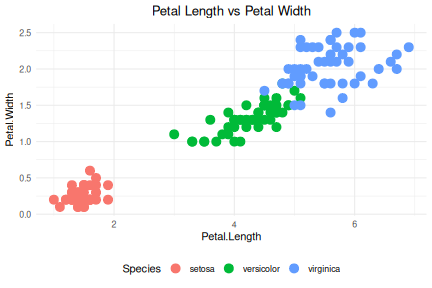 Petal Length vs Petal Width
2.5
2.0
1.5
1.0
0.5
0.0
Petal.Width
2 4 6
Petal.Length
Species setosa versicolor virginica